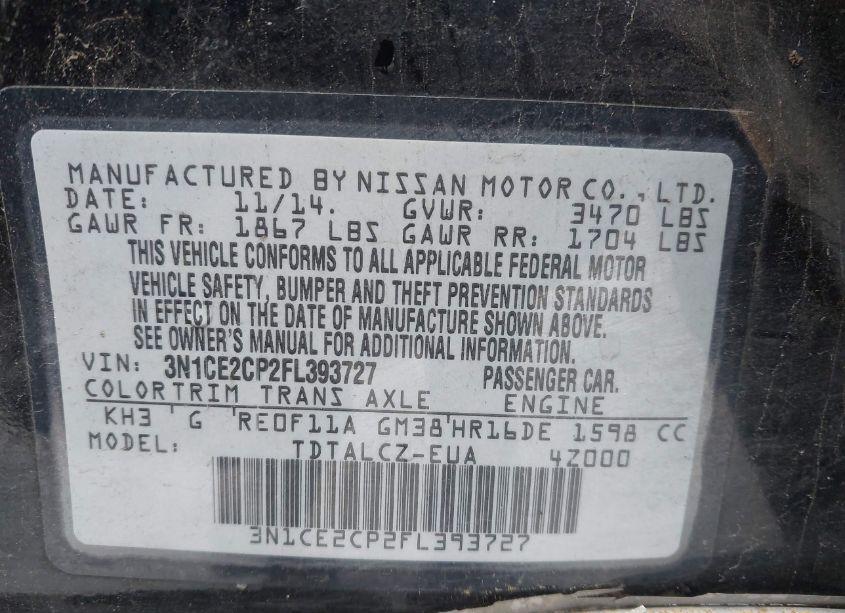 MANUFACTURED BY NISSAN MOTOR CO., LTD.
DATE: 11/14. GVWR: 3470 LBS
GAWR FR: 1867 LBS GAWR RR: 1704 LBS
THIS VEHICLE CONFORMS TO ALL APPLICABLE FEDERAL MOTOR
VEHICLE SAFETY, BUMPER AND THEFT PREVENTION STANDARDS
IN EFFECT ON THE DATE OF MANUFACTURE SHOWN ABOVE.
SEE OWNER'S MANUAL FOR ADDITIONAL INFORMATION.
VIN: 3N1CE2CP2FL393727 PASSENGER CAR.
COLOR TRIM TRANS AXLE ENGINE
KH3 ' G ' RE0F11A GM38 ' HR16DE 1598 CC
MODEL: TDTALCZ-EUA 4Z000
3N1CE2CP2FL393727